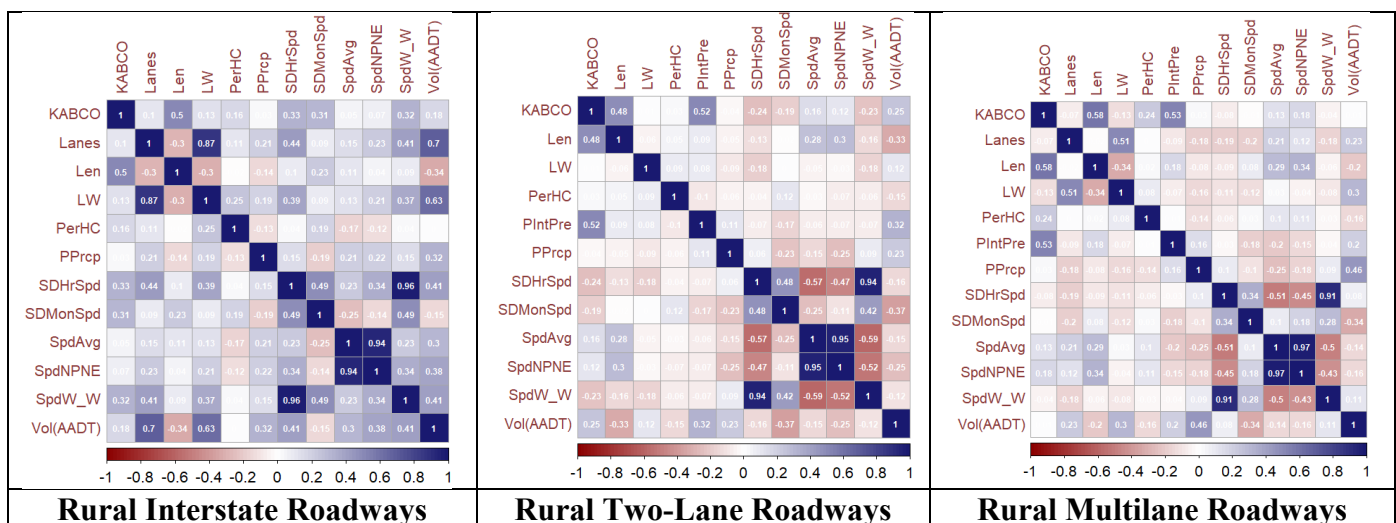 KABCO Lanes Len LW PerHC PPrcp SDHrSpd SDMonSpd SpdAvg SpdNPNE SpdW_W Vol(AADT)
KABCO 1 0.1 0.5 0.13 0.16 0.33 0.31 0.07 0.32 0.18
Lanes 0.1 1 -0.3 0.87 0.11 0.21 0.44 0.09 0.15 0.23 0.41 0.7
Len 0.5 -0.3 1 -0.3 -0.14 0.1 0.23 0.11 0.04 0.09 -0.34
LW 0.13 0.87 -0.3 1 0.25 0.19 0.39 0.09 0.13 0.21 0.37 0.63
PerHC 0.16 0.11 0.25 1 -0.13 0.19 -0.17 -0.12
PPrcp 0.21 -0.14 0.19 -0.13 1 0.15 -0.19 0.21 0.22 0.15 0.32
SDHrSpd 0.33 0.44 0.1 0.39 0.15 1 0.49 0.23 0.34 0.96 0.41
SDMonSpd 0.31 0.09 0.23 0.09 0.19 -0.19 0.49 1 -0.25 -0.14 0.49 -0.15
SpdAvg 0.15 0.11 0.13 -0.17 0.21 0.23 -0.25 1 0.94 0.23 0.3
SpdNPNE 0.07 0.23 0.04 0.21 -0.12 0.22 0.34 -0.14 0.94 1 0.34 0.38
SpdW_W 0.32 0.41 0.09 0.37 0.15 0.96 0.49 0.23 0.34 1 0.41
Vol(AADT) 0.18 0.7 -0.34 0.63 0.32 0.41 -0.15 0.3 0.38 0.41 1
-1 -0.8 -0.6 -0.4 -0.2 0 0.2 0.4 0.6 0.8 1
Rural Interstate Roadways
KABCO Len LW PerHC PIntPre PPrcp SDHrSpd SDMonSpd SpdAvg SpdNPNE SpdW_W Vol(AADT)
KABCO 1 0.48 0.52 -0.24 -0.19 0.16 0.12 -0.23 0.25
Len 0.48 1 -0.13 0.28 0.3 -0.16 -0.33
LW 1 -0.18 -0.18 0.12
PerHC 1 -0.1 0.12 -0.15
PIntPre 0.52 -0.1 1 0.11 -0.17 0.32
PPrcp 0.11 1 -0.23 -0.15 -0.25 0.23
SDHrSpd -0.24 -0.13 -0.18 1 0.48 -0.57 -0.47 0.94 -0.16
SDMonSpd -0.19 0.12 -0.17 -0.23 0.48 1 -0.25 -0.11 0.42 -0.37
SpdAvg 0.16 0.28 -0.15 -0.57 -0.25 1 0.95 -0.59 -0.15
SpdNPNE 0.12 0.3 -0.25 -0.47 -0.11 0.95 1 -0.52 -0.25
SpdW_W -0.23 -0.16 -0.18 0.94 0.42 -0.59 -0.52 1 -0.12
Vol(AADT) 0.25 -0.33 0.12 -0.15 0.32 0.23 -0.16 -0.37 -0.15 -0.25 -0.12 1
-1 -0.8 -0.6 -0.4 -0.2 0 0.2 0.4 0.6 0.8 1
Rural Two-Lane Roadways
KABCO Lanes Len LW PerHC PIntPre PPrcp SDHrSpd SDMonSpd SpdAvg SpdNPNE SpdW_W Vol(AADT)
KABCO 1 0.58 -0.13 0.24 0.53 0.13 0.18
Lanes 1 0.51 -0.18 -0.19 -0.2 0.21 0.12 -0.18 0.23
Len 0.58 1 -0.34 0.18 0.29 0.34 -0.2
LW -0.13 0.51 -0.34 1 -0.16 -0.11 -0.12 0.3
PerHC 0.24 1 -0.14 0.1 0.11 -0.16
PIntPre 0.53 0.18 1 0.16 -0.18 -0.2 -0.15 0.2
PPrcp -0.18 -0.16 -0.14 0.16 1 0.1 -0.1 -0.25 -0.18 0.46
SDHrSpd -0.19 -0.11 0.1 1 0.34 -0.51 -0.45 0.91
SDMonSpd -0.2 -0.12 -0.18 -0.1 0.34 1 0.1 0.18 0.28 -0.34
SpdAvg 0.13 0.21 0.29 0.1 -0.2 -0.25 -0.51 0.1 1 0.97 -0.5 -0.14
SpdNPNE 0.18 0.12 0.34 0.11 -0.15 -0.18 -0.45 0.18 0.97 1 -0.43 -0.16
SpdW_W -0.18 0.91 0.28 -0.5 -0.43 1 0.11
Vol(AADT) 0.23 -0.2 0.3 -0.16 0.2 0.46 -0.34 -0.14 -0.16 0.11 1
-1 -0.8 -0.6 -0.4 -0.2 0 0.2 0.4 0.6 0.8 1
Rural Multilane Roadways